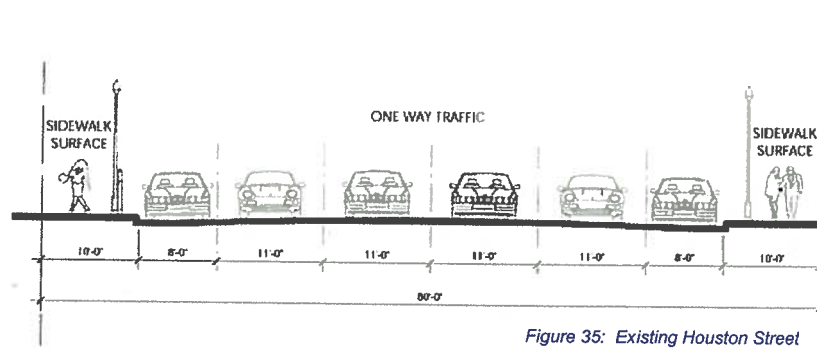 ONE WAY TRAFFIC
SIDEWALK
SURFACE
SIDEWALK
SURFACE
10'-0"
8'-0"
11'-0"
11'-0"
11'-0"
11'-0"
8'-0"
10'-0"
80'-0"
Figure 35: Existing Houston Street